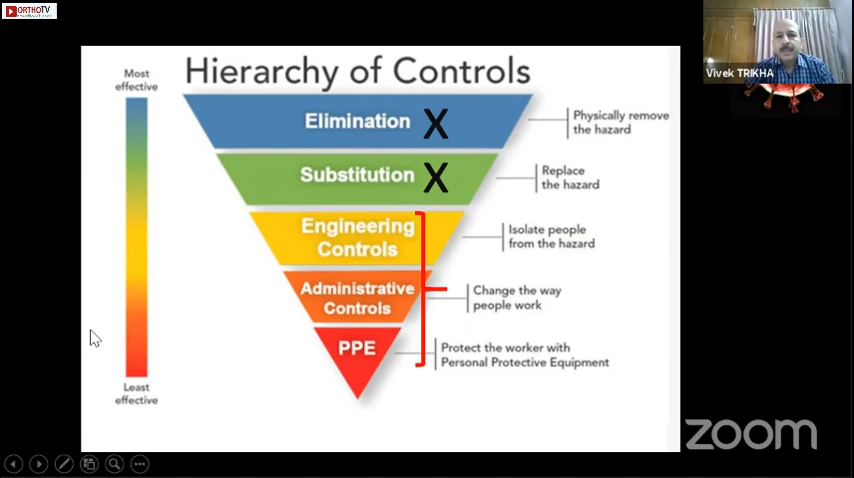 ORTHOTV
Vivek TRIKHA
Hierarchy of Controls
Most
effective
Elimination X
Physically remove
the hazard
Substitution X
Replace
the hazard
Engineering
Controls
Isolate people
from the hazard
Administrative
Controls
Change the way
people work
PPE
Protect the worker with
Personal Protective Equipment
Least
effective
zoom